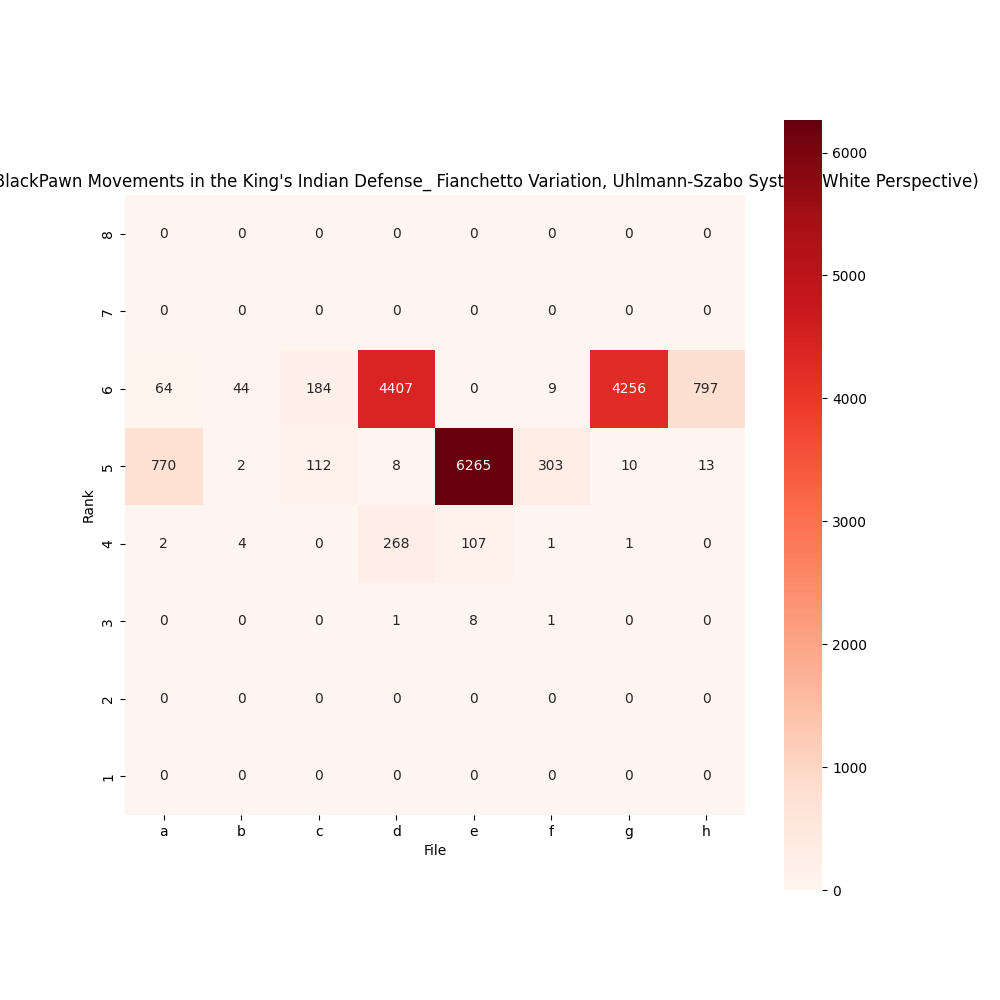 BlackPawn Movements in the King's Indian Defense_ Fianchetto Variation, Uhlmann-Szabo Syst White Perspective)
8 0 0 0 0 0 0 0 0
7 0 0 0 0 0 0 0 0
6 64 44 184 4407 0 9 4256 797
5 770 2 112 8 6265 303 10 13
4 2 4 0 268 107 1 1 0
3 0 0 0 1 8 1 0 0
2 0 0 0 0 0 0 0 0
1 0 0 0 0 0 0 0 0
a b c d e f g h
File
Rank
6000
5000
4000
3000
2000
1000
0